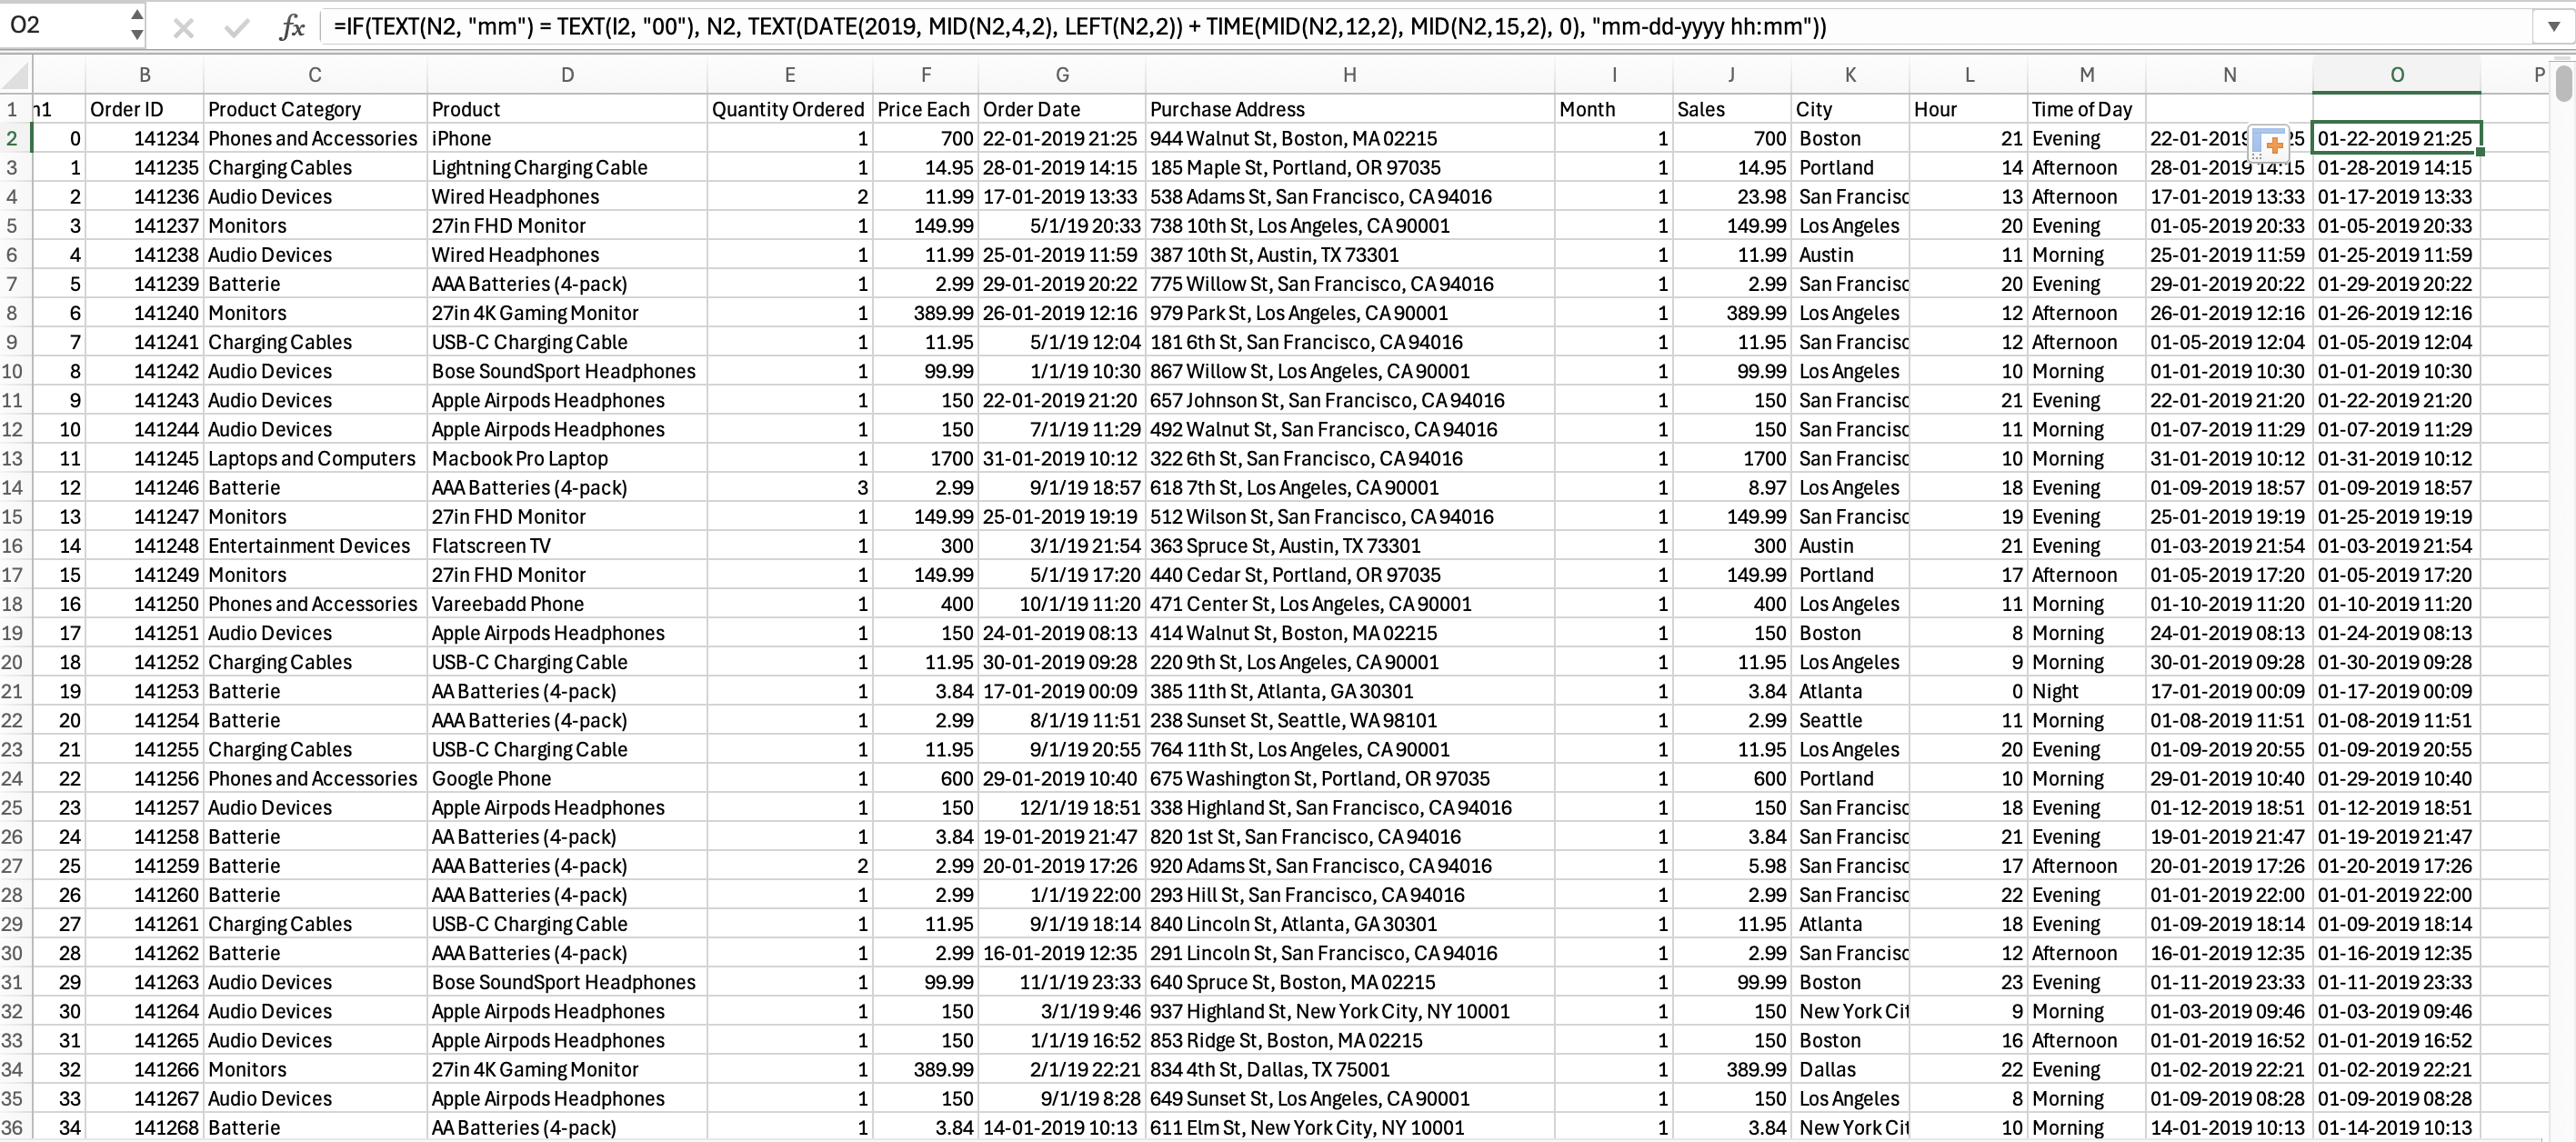 O2 fx =IF(TEXT(N2, "mm") = TEXT(I2, "00"), N2, TEXT(DATE(2019, MID(N2,4,2), LEFT(N2,2)) + TIME(MID(N2,12,2), MID(N2,15,2), 0), "mm-dd-yyyy hh:mm"))
B C D E F G H I J K L M N O P
1 n1 Order ID Product Category Product Quantity Ordered Price Each Order Date Purchase Address Month Sales City Hour Time of Day
2 0 141234 Phones and Accessories iPhone 1 700 22-01-2019 21:25 944 Walnut St, Boston, MA 02215 1 700 Boston 21 Evening 22-01-2019 5 01-22-2019 21:25
3 1 141235 Charging Cables Lightning Charging Cable 1 14.95 28-01-2019 14:15 185 Maple St, Portland, OR 97035 1 14.95 Portland 14 Afternoon 28-01-2019 14:15 01-28-2019 14:15
4 2 141236 Audio Devices Wired Headphones 2 11.99 17-01-2019 13:33 538 Adams St, San Francisco, CA 94016 1 23.98 San Francisc 13 Afternoon 17-01-2019 13:33 01-17-2019 13:33
5 3 141237 Monitors 27in FHD Monitor 1 149.99 5/1/19 20:33 738 10th St, Los Angeles, CA 90001 1 149.99 Los Angeles 20 Evening 01-05-2019 20:33 01-05-2019 20:33
6 4 141238 Audio Devices Wired Headphones 1 11.99 25-01-2019 11:59 387 10th St, Austin, TX 73301 1 11.99 Austin 11 Morning 25-01-2019 11:59 01-25-2019 11:59
7 5 141239 Batterie AAA Batteries (4-pack) 1 2.99 29-01-2019 20:22 775 Willow St, San Francisco, CA 94016 1 2.99 San Francisc 20 Evening 29-01-2019 20:22 01-29-2019 20:22
8 6 141240 Monitors 27in 4K Gaming Monitor 1 389.99 26-01-2019 12:16 979 Park St, Los Angeles, CA 90001 1 389.99 Los Angeles 12 Afternoon 26-01-2019 12:16 01-26-2019 12:16
9 7 141241 Charging Cables USB-C Charging Cable 1 11.95 5/1/19 12:04 181 6th St, San Francisco, CA 94016 1 11.95 San Francisc 12 Afternoon 01-05-2019 12:04 01-05-2019 12:04
10 8 141242 Audio Devices Bose SoundSport Headphones 1 99.99 1/1/19 10:30 867 Willow St, Los Angeles, CA 90001 1 99.99 Los Angeles 10 Morning 01-01-2019 10:30 01-01-2019 10:30
11 9 141243 Audio Devices Apple Airpods Headphones 1 150 22-01-2019 21:20 657 Johnson St, San Francisco, CA 94016 1 150 San Francisc 21 Evening 22-01-2019 21:20 01-22-2019 21:20
12 10 141244 Audio Devices Apple Airpods Headphones 1 150 7/1/19 11:29 492 Walnut St, San Francisco, CA 94016 1 150 San Francisc 11 Morning 01-07-2019 11:29 01-07-2019 11:29
13 11 141245 Laptops and Computers Macbook Pro Laptop 1 1700 31-01-2019 10:12 322 6th St, San Francisco, CA 94016 1 1700 San Francisc 10 Morning 31-01-2019 10:12 01-31-2019 10:12
14 12 141246 Batterie AAA Batteries (4-pack) 3 2.99 9/1/19 18:57 618 7th St, Los Angeles, CA 90001 1 8.97 Los Angeles 18 Evening 01-09-2019 18:57 01-09-2019 18:57
15 13 141247 Monitors 27in FHD Monitor 1 149.99 25-01-2019 19:19 512 Wilson St, San Francisco, CA 94016 1 149.99 San Francisc 19 Evening 25-01-2019 19:19 01-25-2019 19:19
16 14 141248 Entertainment Devices Flatscreen TV 1 300 3/1/19 21:54 363 Spruce St, Austin, TX 73301 1 300 Austin 21 Evening 01-03-2019 21:54 01-03-2019 21:54
17 15 141249 Monitors 27in FHD Monitor 1 149.99 5/1/19 17:20 440 Cedar St, Portland, OR 97035 1 149.99 Portland 17 Afternoon 01-05-2019 17:20 01-05-2019 17:20
18 16 141250 Phones and Accessories Vareebadd Phone 1 400 10/1/19 11:20 471 Center St, Los Angeles, CA 90001 1 400 Los Angeles 11 Morning 01-10-2019 11:20 01-10-2019 11:20
19 17 141251 Audio Devices Apple Airpods Headphones 1 150 24-01-2019 08:13 414 Walnut St, Boston, MA 02215 1 150 Boston 8 Morning 24-01-2019 08:13 01-24-2019 08:13
20 18 141252 Charging Cables USB-C Charging Cable 1 11.95 30-01-2019 09:28 220 9th St, Los Angeles, CA 90001 1 11.95 Los Angeles 9 Morning 30-01-2019 09:28 01-30-2019 09:28
21 19 141253 Batterie AA Batteries (4-pack) 1 3.84 17-01-2019 00:09 385 11th St, Atlanta, GA 30301 1 3.84 Atlanta 0 Night 17-01-2019 00:09 01-17-2019 00:09
22 20 141254 Batterie AAA Batteries (4-pack) 1 2.99 8/1/19 11:51 238 Sunset St, Seattle, WA 98101 1 2.99 Seattle 11 Morning 01-08-2019 11:51 01-08-2019 11:51
23 21 141255 Charging Cables USB-C Charging Cable 1 11.95 9/1/19 20:55 764 11th St, Los Angeles, CA 90001 1 11.95 Los Angeles 20 Evening 01-09-2019 20:55 01-09-2019 20:55
24 22 141256 Phones and Accessories Google Phone 1 600 29-01-2019 10:40 675 Washington St, Portland, OR 97035 1 600 Portland 10 Morning 29-01-2019 10:40 01-29-2019 10:40
25 23 141257 Audio Devices Apple Airpods Headphones 1 150 12/1/19 18:51 338 Highland St, San Francisco, CA 94016 1 150 San Francisc 18 Evening 01-12-2019 18:51 01-12-2019 18:51
26 24 141258 Batterie AA Batteries (4-pack) 1 3.84 19-01-2019 21:47 820 1st St, San Francisco, CA 94016 1 3.84 San Francisc 21 Evening 19-01-2019 21:47 01-19-2019 21:47
27 25 141259 Batterie AAA Batteries (4-pack) 2 2.99 20-01-2019 17:26 920 Adams St, San Francisco, CA 94016 1 5.98 San Francisc 17 Afternoon 20-01-2019 17:26 01-20-2019 17:26
28 26 141260 Batterie AAA Batteries (4-pack) 1 2.99 1/1/19 22:00 293 Hill St, San Francisco, CA 94016 1 2.99 San Francisc 22 Evening 01-01-2019 22:00 01-01-2019 22:00
29 27 141261 Charging Cables USB-C Charging Cable 1 11.95 9/1/19 18:14 840 Lincoln St, Atlanta, GA 30301 1 11.95 Atlanta 18 Evening 01-09-2019 18:14 01-09-2019 18:14
30 28 141262 Batterie AAA Batteries (4-pack) 1 2.99 16-01-2019 12:35 291 Lincoln St, San Francisco, CA 94016 1 2.99 San Francisc 12 Afternoon 16-01-2019 12:35 01-16-2019 12:35
31 29 141263 Audio Devices Bose SoundSport Headphones 1 99.99 11/1/19 23:33 640 Spruce St, Boston, MA 02215 1 99.99 Boston 23 Evening 01-11-2019 23:33 01-11-2019 23:33
32 30 141264 Audio Devices Apple Airpods Headphones 1 150 3/1/19 9:46 937 Highland St, New York City, NY 10001 1 150 New York Cit 9 Morning 01-03-2019 09:46 01-03-2019 09:46
33 31 141265 Audio Devices Apple Airpods Headphones 1 150 1/1/19 16:52 853 Ridge St, Boston, MA 02215 1 150 Boston 16 Afternoon 01-01-2019 16:52 01-01-2019 16:52
34 32 141266 Monitors 27in 4K Gaming Monitor 1 389.99 2/1/19 22:21 834 4th St, Dallas, TX 75001 1 389.99 Dallas 22 Evening 01-02-2019 22:21 01-02-2019 22:21
35 33 141267 Audio Devices Apple Airpods Headphones 1 150 9/1/19 8:28 649 Sunset St, Los Angeles, CA 90001 1 150 Los Angeles 8 Morning 01-09-2019 08:28 01-09-2019 08:28
36 34 141268 Batterie AA Batteries (4-pack) 1 3.84 14-01-2019 10:13 611 Elm St, New York City, NY 10001 1 3.84 New York Cit 10 Morning 14-01-2019 10:13 01-14-2019 10:13